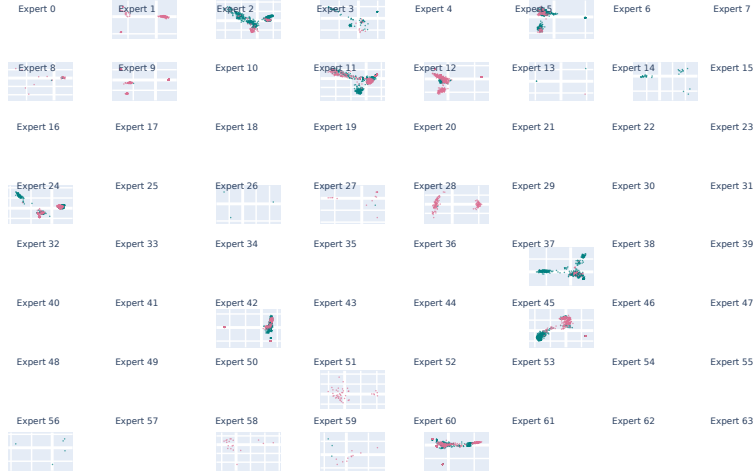 Expert 0 Expert 1 Expert 2 Expert 3 Expert 4 Expert 5 Expert 6 Expert 7
Expert 8 Expert 9 Expert 10 Expert 11 Expert 12 Expert 13 Expert 14 Expert 15
Expert 16 Expert 17 Expert 18 Expert 19 Expert 20 Expert 21 Expert 22 Expert 23
Expert 24 Expert 25 Expert 26 Expert 27 Expert 28 Expert 29 Expert 30 Expert 31
Expert 32 Expert 33 Expert 34 Expert 35 Expert 36 Expert 37 Expert 38 Expert 39
Expert 40 Expert 41 Expert 42 Expert 43 Expert 44 Expert 45 Expert 46 Expert 47
Expert 48 Expert 49 Expert 50 Expert 51 Expert 52 Expert 53 Expert 54 Expert 55
Expert 56 Expert 57 Expert 58 Expert 59 Expert 60 Expert 61 Expert 62 Expert 63